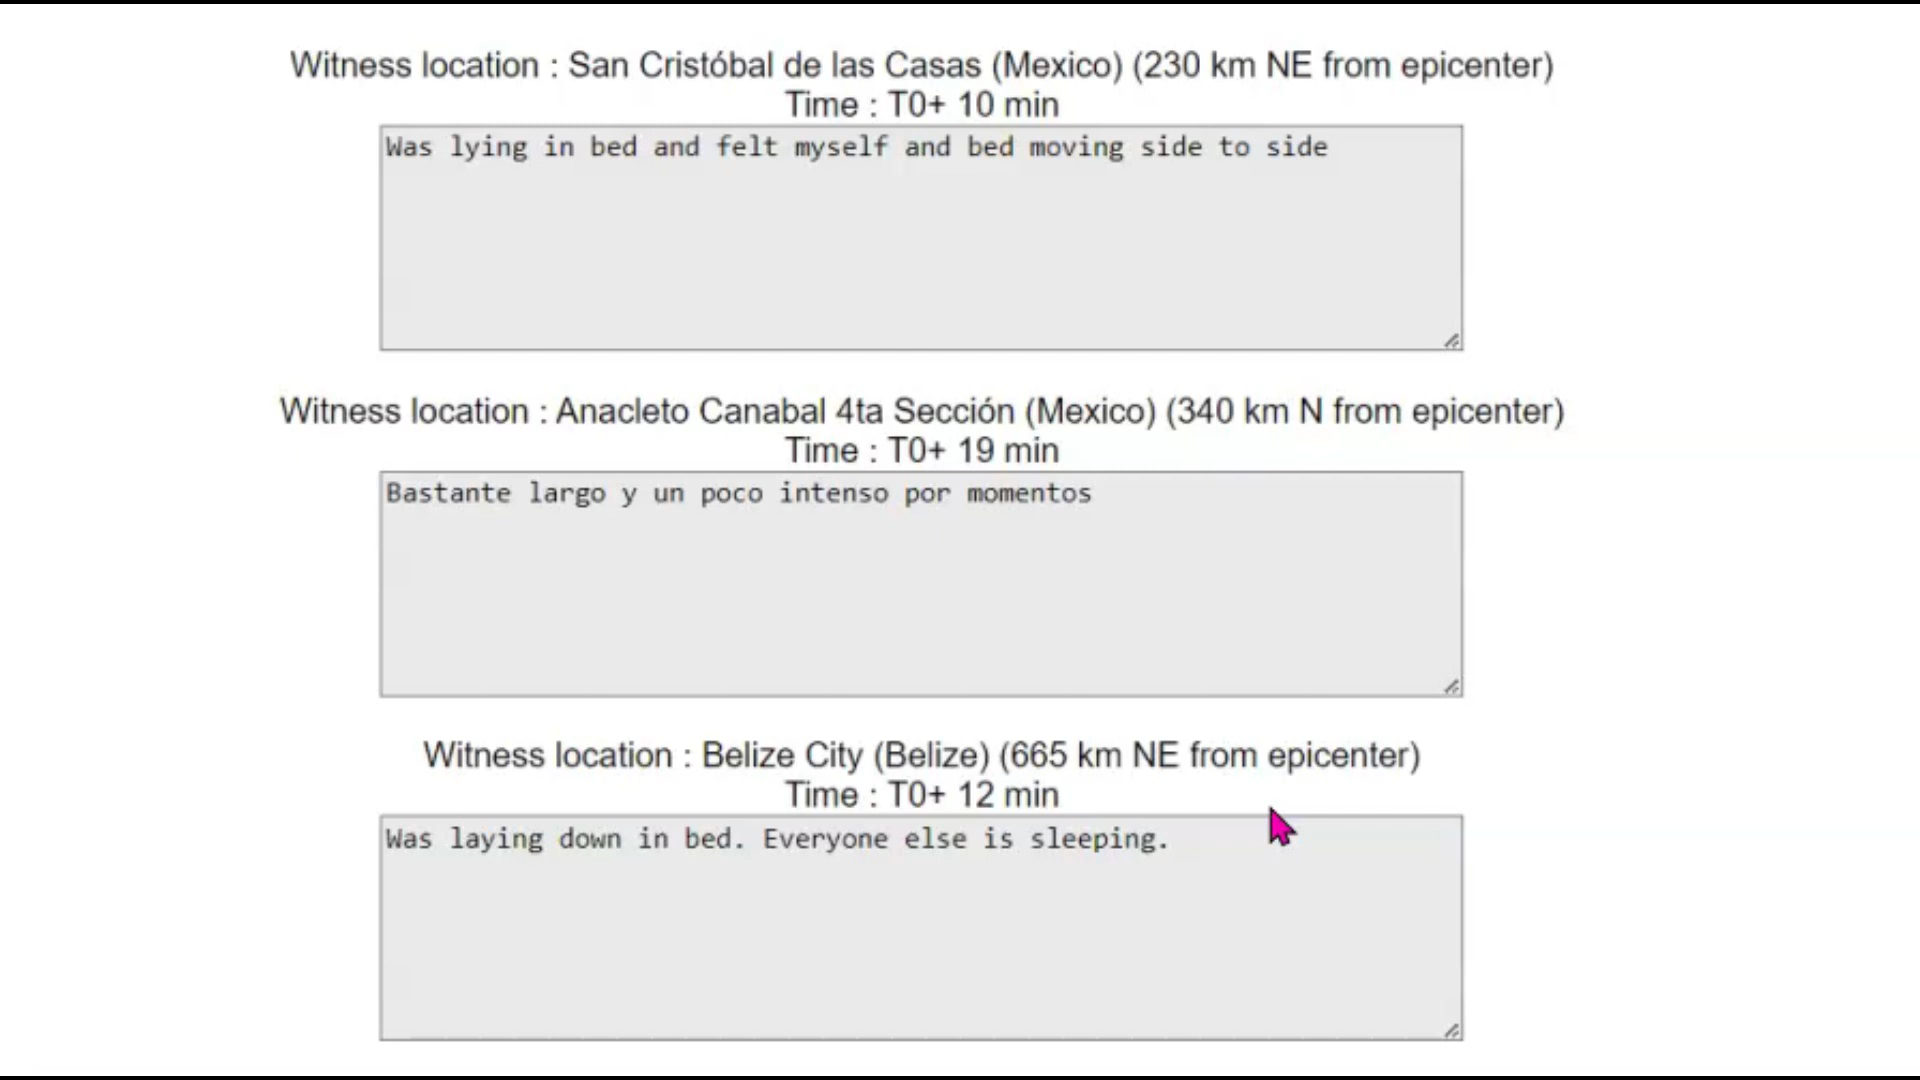 Witness location : San Cristóbal de las Casas (Mexico) (230 km NE from epicenter)
Time : T0+ 10 min
Was lying in bed and felt myself and bed moving side to side
Witness location : Anacleto Canabal 4ta Sección (Mexico) (340 km N from epicenter)
Time : T0+ 19 min
Bastante largo y un poco intenso por momentos
Witness location : Belize City (Belize) (665 km NE from epicenter)
Time : T0+ 12 min
Was laying down in bed. Everyone else is sleeping.